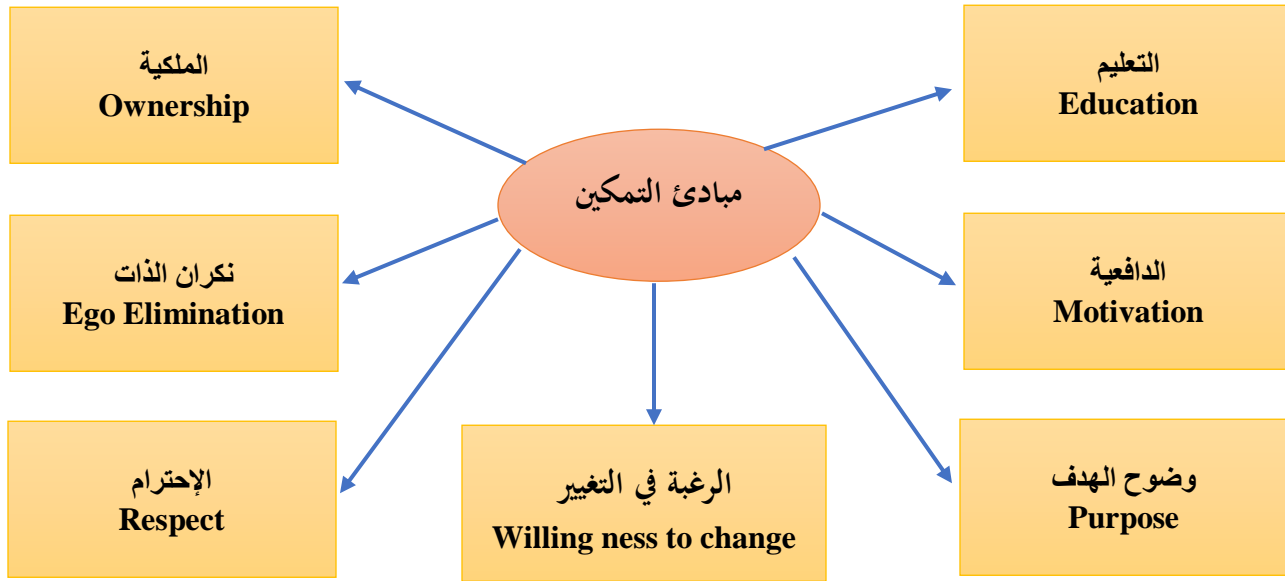 مبادئ التمكين
التعليم
Education
الدافعية
Motivation
وضوح الهدف
Purpose
الملكية
Ownership
نكران الذات
Ego Elimination
الإحترام
Respect
الرغبة في التغيير
Willing ness to change